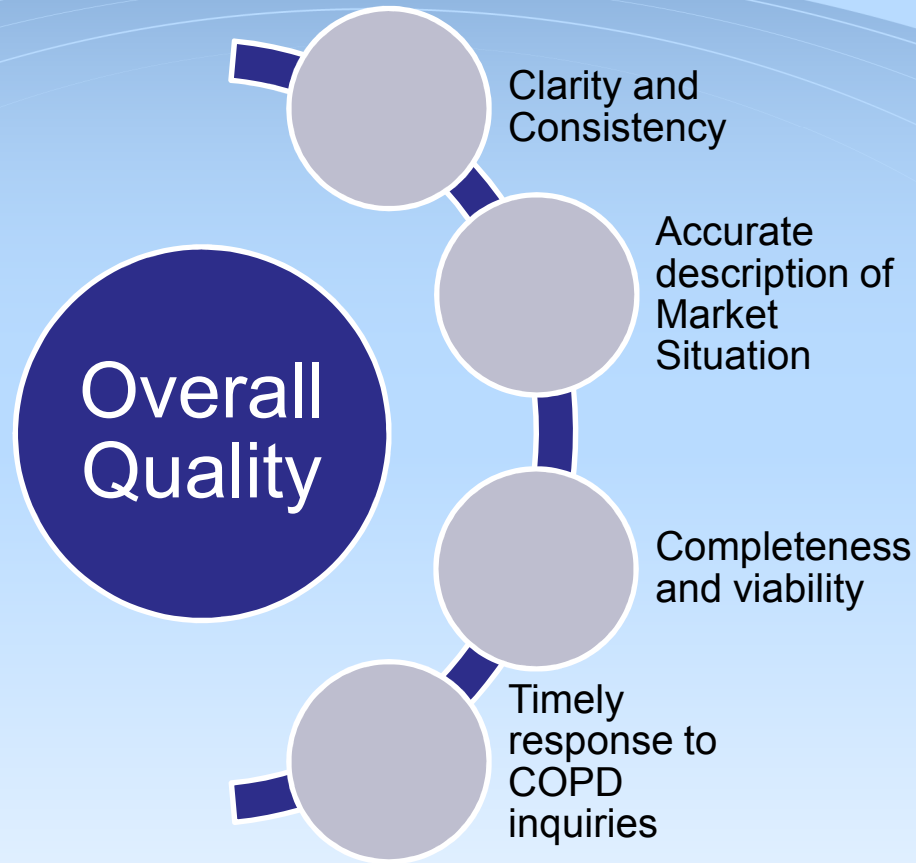 Overall
Quality
Clarity and
Consistency
Accurate
description of
Market
Situation
Completeness
and viability
Timely
response to
COPD
inquiries